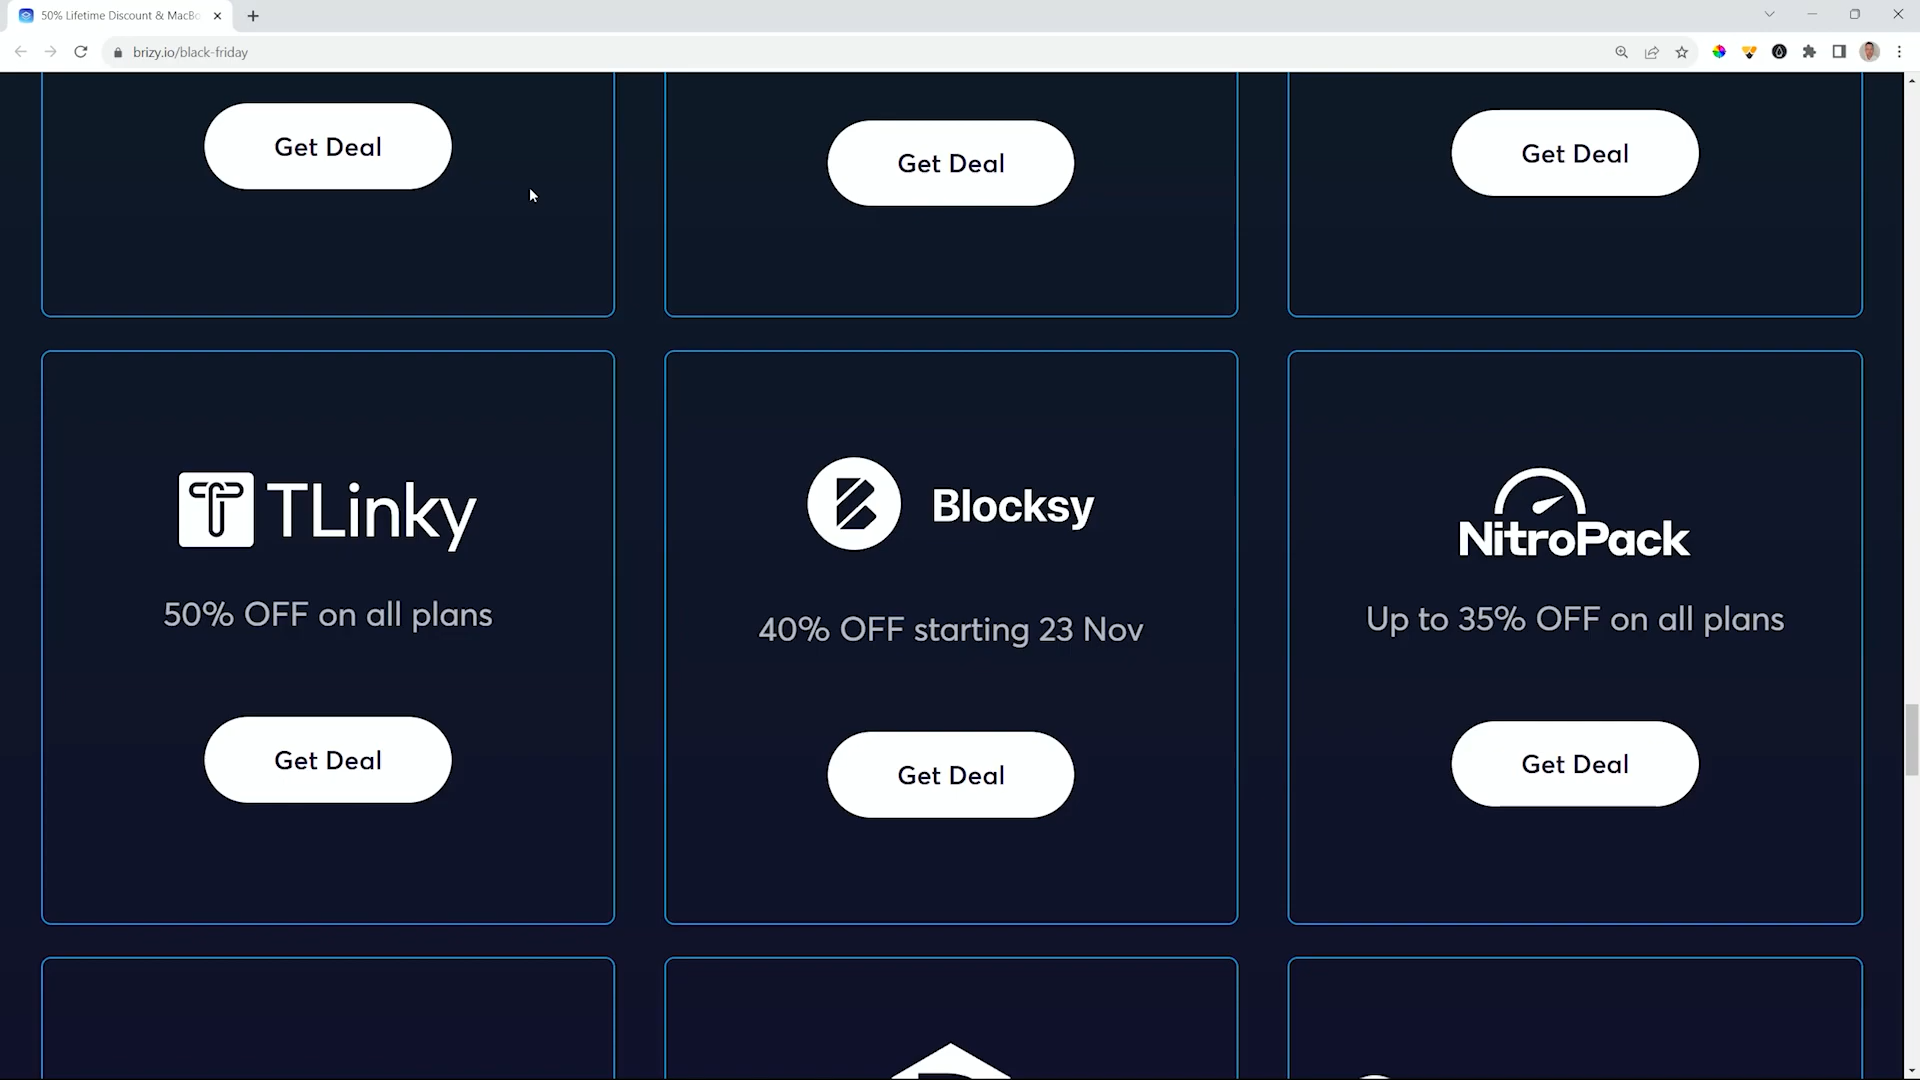 50% Lifetime Discount & MacBo
brizy.io/black-friday
Get Deal
Get Deal
Get Deal
TLinky
50% OFF on all plans
Get Deal
Blocksy
40% OFF starting 23 Nov
Get Deal
NitroPack
Up to 35% OFF on all plans
Get Deal